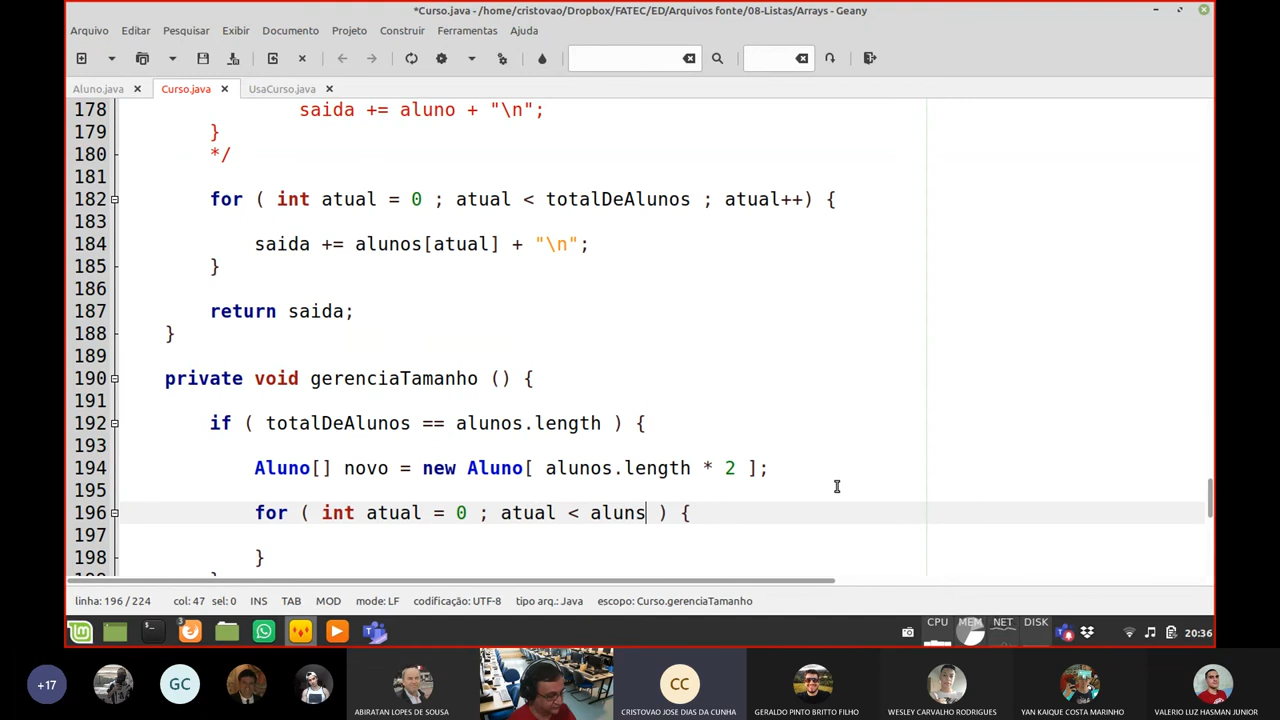 *Curso.java - /home/cristovao/Dropbox/FATEC/ED/Arquivos fonte/08-Listas/Arrays - Geany
Arquivo Editar Pesquisar Exibir Documento Projeto Construir Ferramentas Ajuda
Aluno.java Curso.java UsaCurso.java
178 saida += aluno + "\n";
179 }
180 */
181
182 for ( int atual = 0 ; atual < totalDeAlunos ; atual++) {
183
184 saida += alunos[atual] + "\n";
185 }
186
187 return saida;
188 }
189
190 private void gerenciaTamanho () {
191
192 if ( totalDeAlunos == alunos.length ) {
193
194 Aluno[] novo = new Aluno[ alunos.length * 2 ];
195
196 for ( int atual = 0 ; atual < aluns ) {
197
198 }
linha: 196 / 224 col: 47 sel: 0 INS TAB MOD mode: LF codificação: UTF-8 tipo arq.: Java escopo: Curso.gerenciaTamanho
3 CPU MEM NET DISK 20:36
+17 GC CC
ABIRATAN LOPES DE SOUSA CRISTOVAO JOSE DIAS DA CUNHA GERALDO PINTO BRITTO FILHO WESLEY CARVALHO RODRIGUES YAN KAIQUE COSTA MARINHO VALERIO LUZ HASMAN JUNIOR